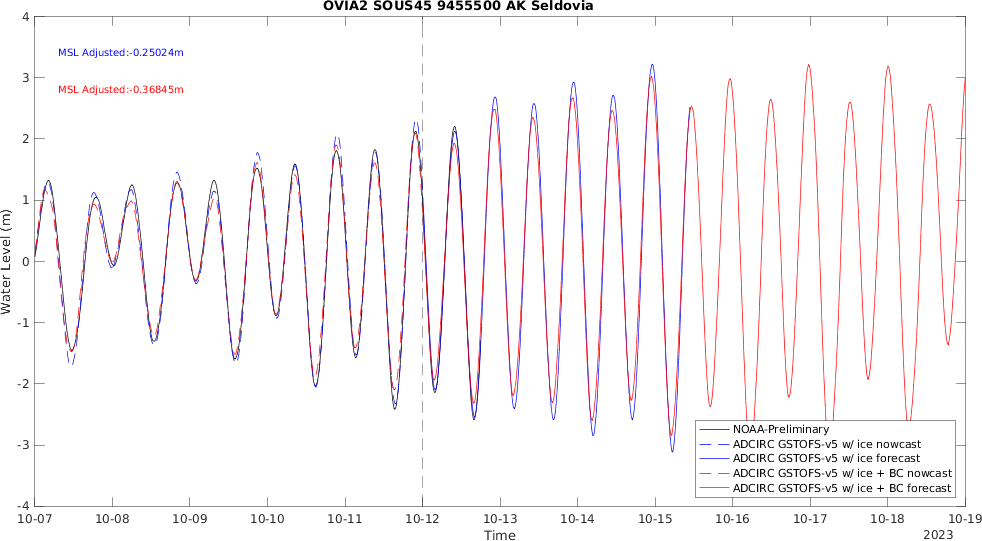 OVIA2 SOUS45 9455500 AK Seldovia
MSL Adjusted:-0.25024m
MSL Adjusted:-0.36845m
4
3
2
1
0
-1
-2
-3
-4
Water Level (m)
NOAA-Preliminary
ADCIRC GSTOFS-v5 w/ ice nowcast
ADCIRC GSTOFS-v5 w/ ice forecast
ADCIRC GSTOFS-v5 w/ ice + BC nowcast
ADCIRC GSTOFS-v5 w/ ice + BC forecast
10-07 10-08 10-09 10-10 10-11 10-12 10-13 10-14 10-15 10-16 10-17 10-18 10-19
Time
2023